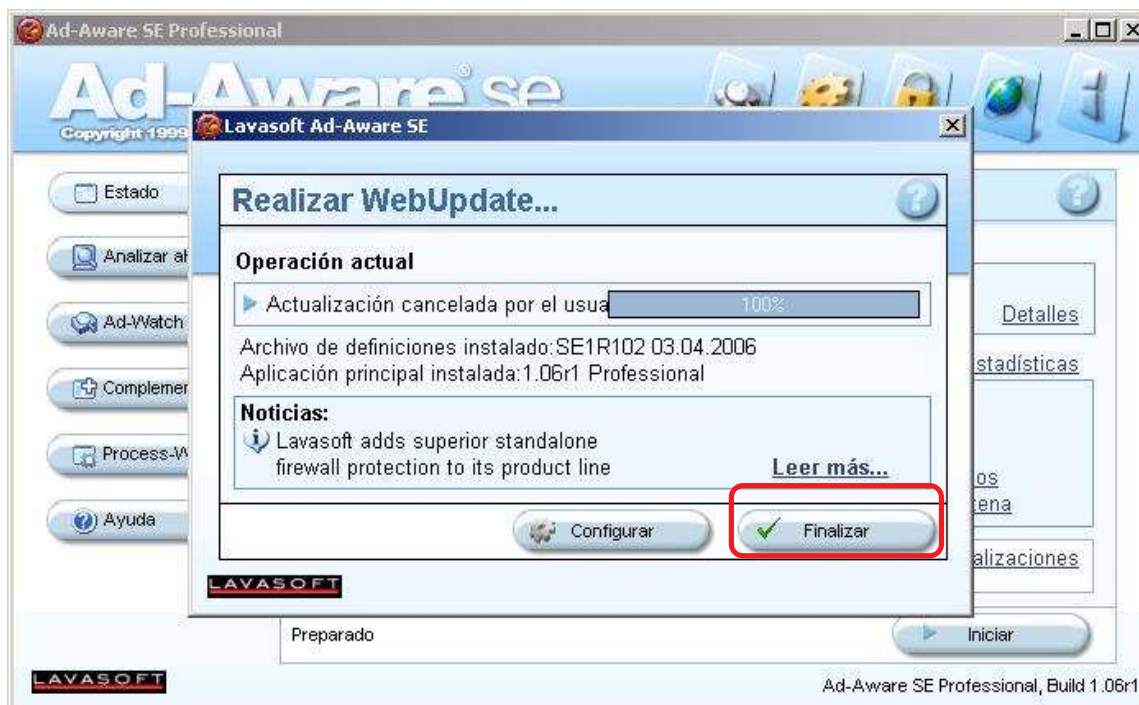 Ad-Aware SE Professional
Ad-Aware® se
Copyright 1999
Lavasoft Ad-Aware SE
Realizar WebUpdate...
Operación actual
Actualización cancelada por el usua
100%
Archivo de definiciones instalado:SE1R102 03.04.2006
Aplicación principal instalada:1.06r1 Professional
Noticias:
Lavasoft adds superior standalone
firewall protection to its product line
Leer más...
Configurar
Finalizar
LAVASOFT
Estado
Analizar ah
Ad-Watch
Complemen
Process-W
Ayuda
Detalles
stadísticas
os
ena
alizaciones
Preparado
Iniciar
LAVASOFT
Ad-Aware SE Professional, Build 1.06r1